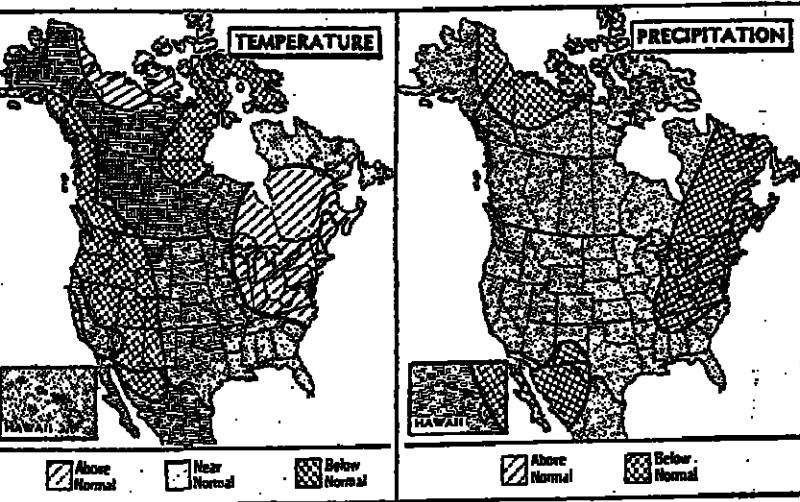 TEMPERATURE
HAWAII
Above
Normal
Near
Normal
Below
Normal
PRECIPITATION
HAWAII
Above
Normal
Below
Normal